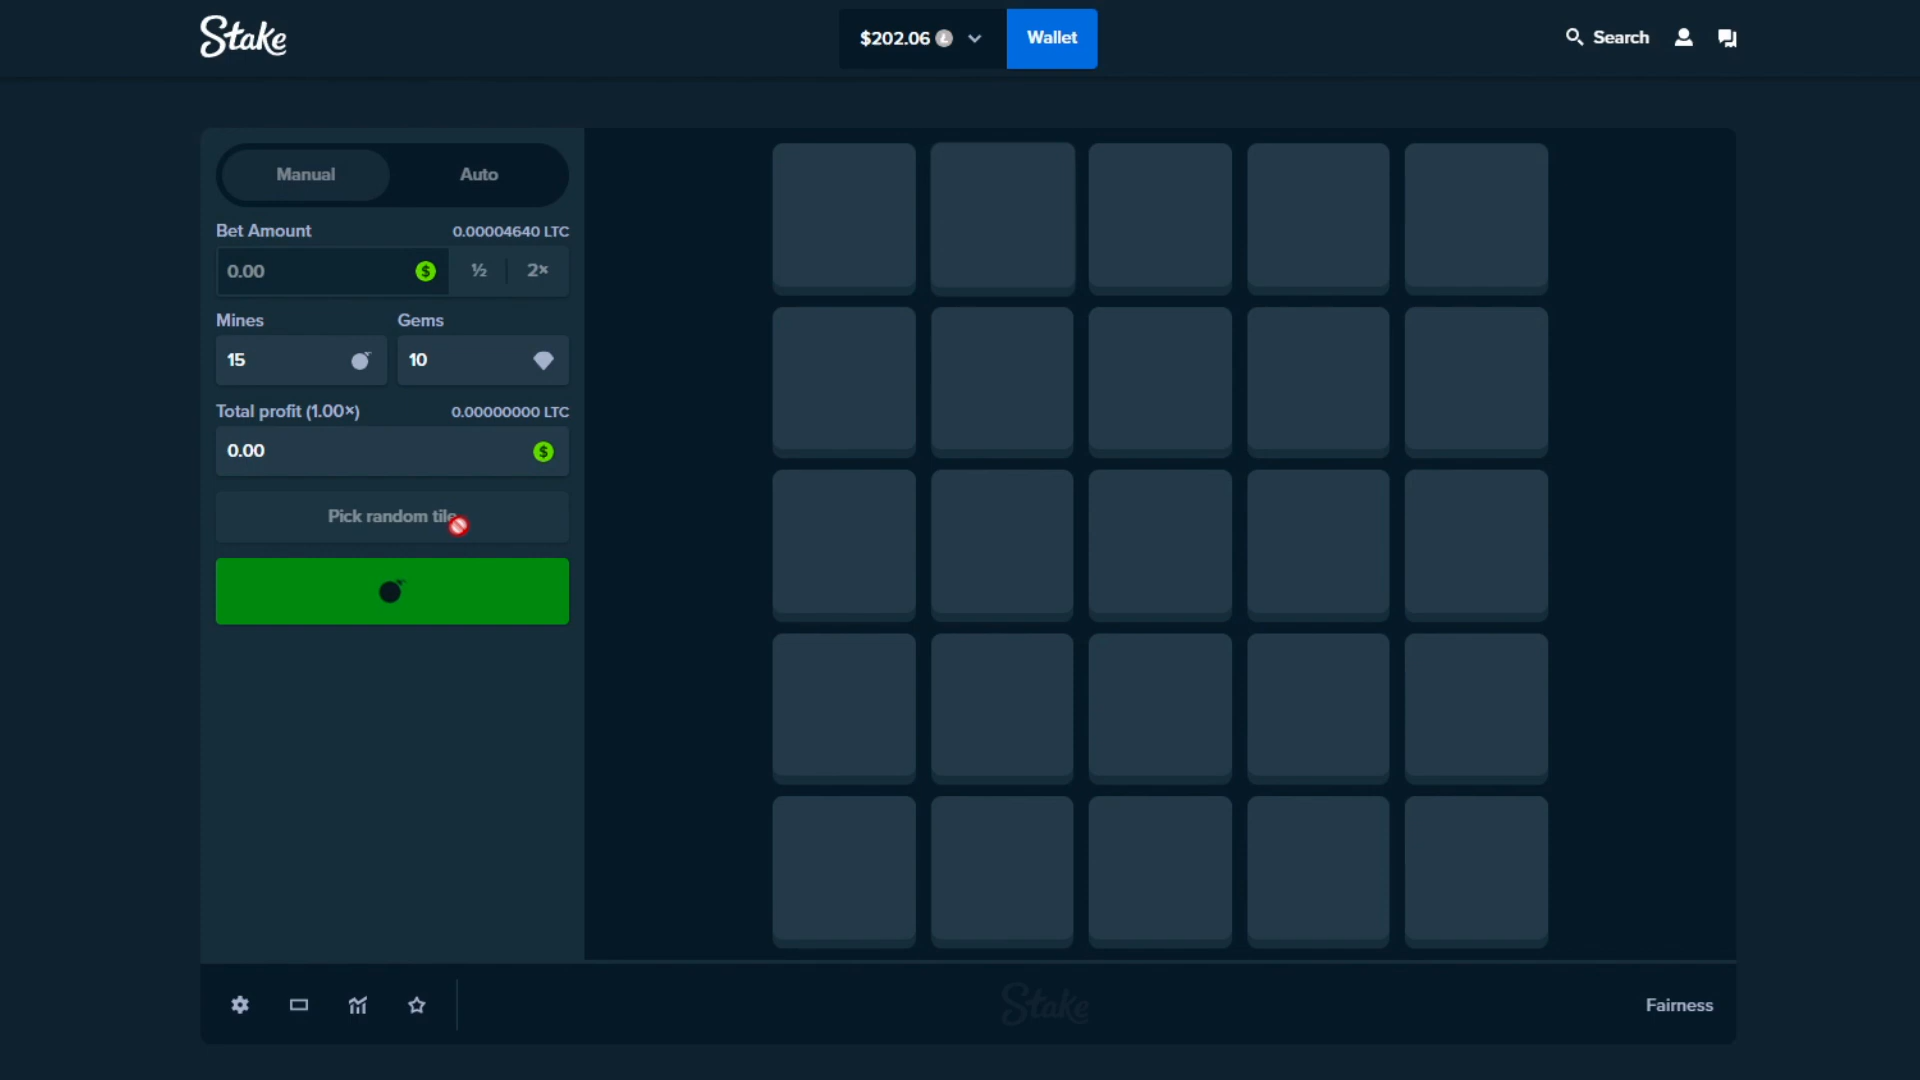 Stake
$202.06
Wallet
Search
Manual
Auto
Bet Amount
0.00004640 LTC
0.00
$
½
2×
Mines
Gems
15
10
Total profit (1.00×)
0.00000000 LTC
0.00
$
Pick random tile
Stake
Fairness